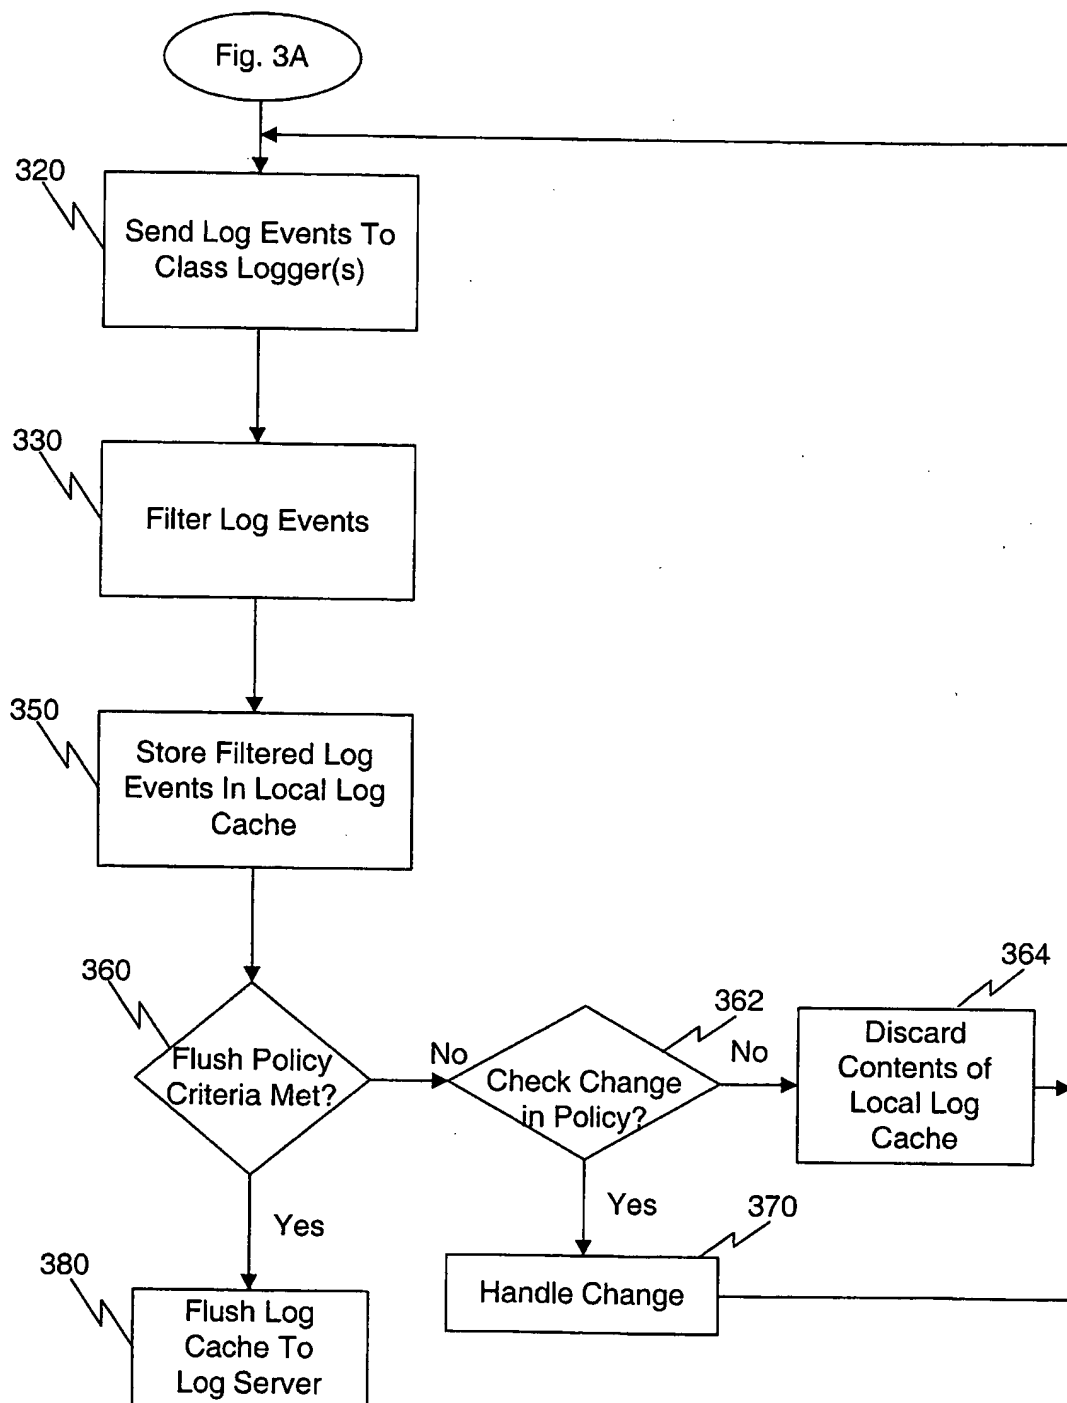 Fig. 3A
320
Send Log Events To
Class Logger(s)
330
Filter Log Events
350
Store Filtered Log
Events In Local Log
Cache
360
Flush Policy
Criteria Met?
No
362
Check Change
in Policy?
No
364
Discard
Contents of
Local Log
Cache
Yes
Yes
370
Handle Change
380
Flush Log
Cache To
Log Server